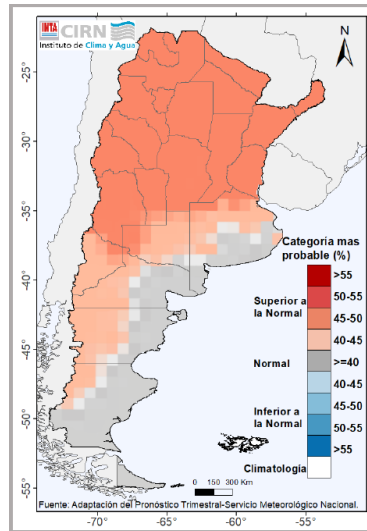 INTA CIRN
Instituto de Clima y Agua
N
-25°
-30°
-35°
-40°
-45°
-50°
-55°
Categoría mas
probable (%)
>55
50-55
Superior a
la Normal
45-50
40-45
Normal
>=40
40-45
Inferior a
la Normal
45-50
50-55
>55
Climatología
0 150 300 Km
Fuente: Adaptación del Pronóstico Trimestral-Servicio Meteorológico Nacional.
-70°
-65°
-60°
-55°